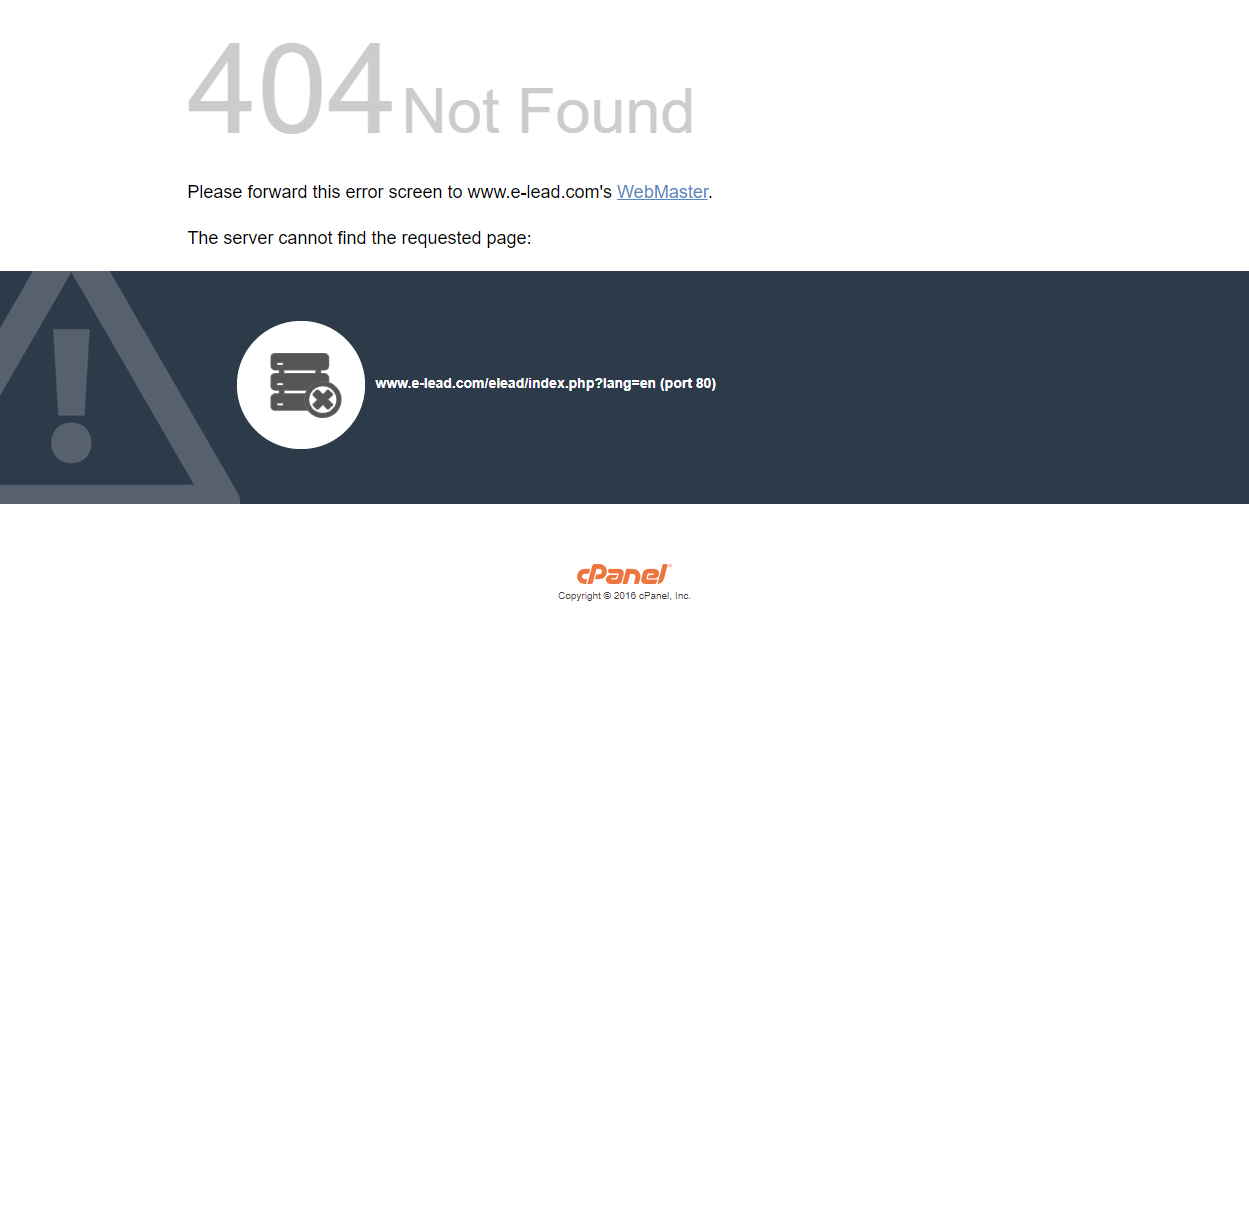 404 Not Found
Please forward this error screen to www.e-lead.com's WebMaster.
The server cannot find the requested page:
www.e-lead.com/elead/index.php?lang=en (port 80)
cPanel
Copyright © 2016 cPanel, Inc.